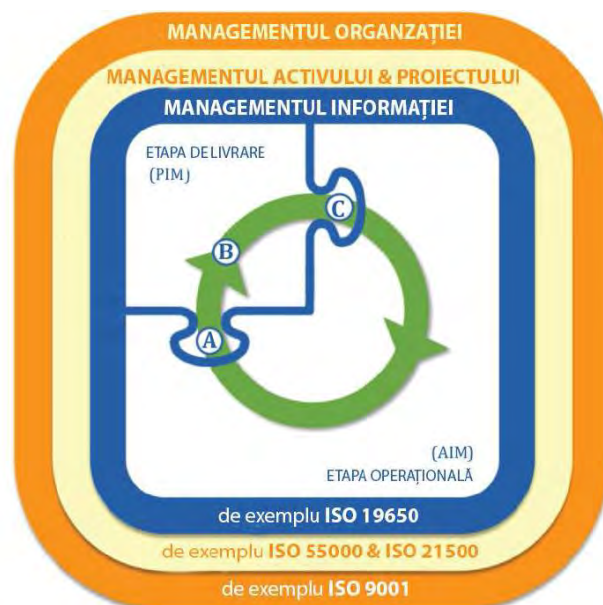 MANAGEMENTUL ORGANZAȚIEI
MANAGEMENTUL ACTIVULUI & PROIECTULUI
MANAGEMENTUL INFORMAȚIEI
ETAPA DE LIVRARE
(PIM)
C
B
A
(AIM)
ETAPA OPERAȚIONALĂ
de exemplu ISO 19650
de exemplu ISO 55000 & ISO 21500
de exemplu ISO 9001